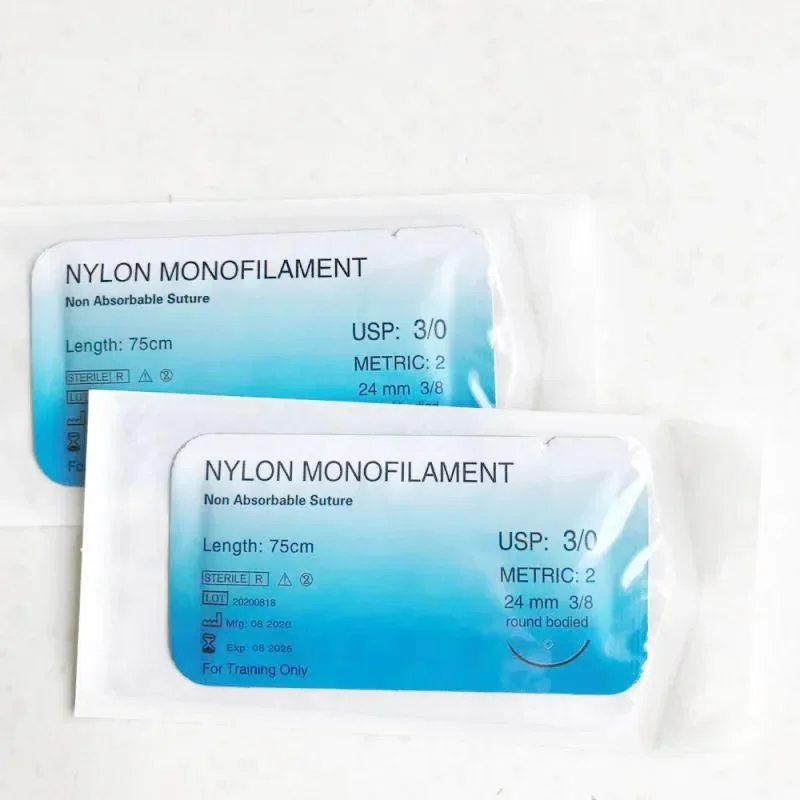 NYLON MONOFILAMENT
Non Absorbable Suture
Length: 75cm
USP: 3/0
METRIC: 2
24 mm 3/8
STERILE R
NYLON MONOFILAMENT
Non Absorbable Suture
Length: 75cm
USP: 3/0
METRIC: 2
24 mm 3/8
round bodied
STERILE R
LOT 20200818
Mfg: 08 2020
Exp: 08 2025
For Training Only